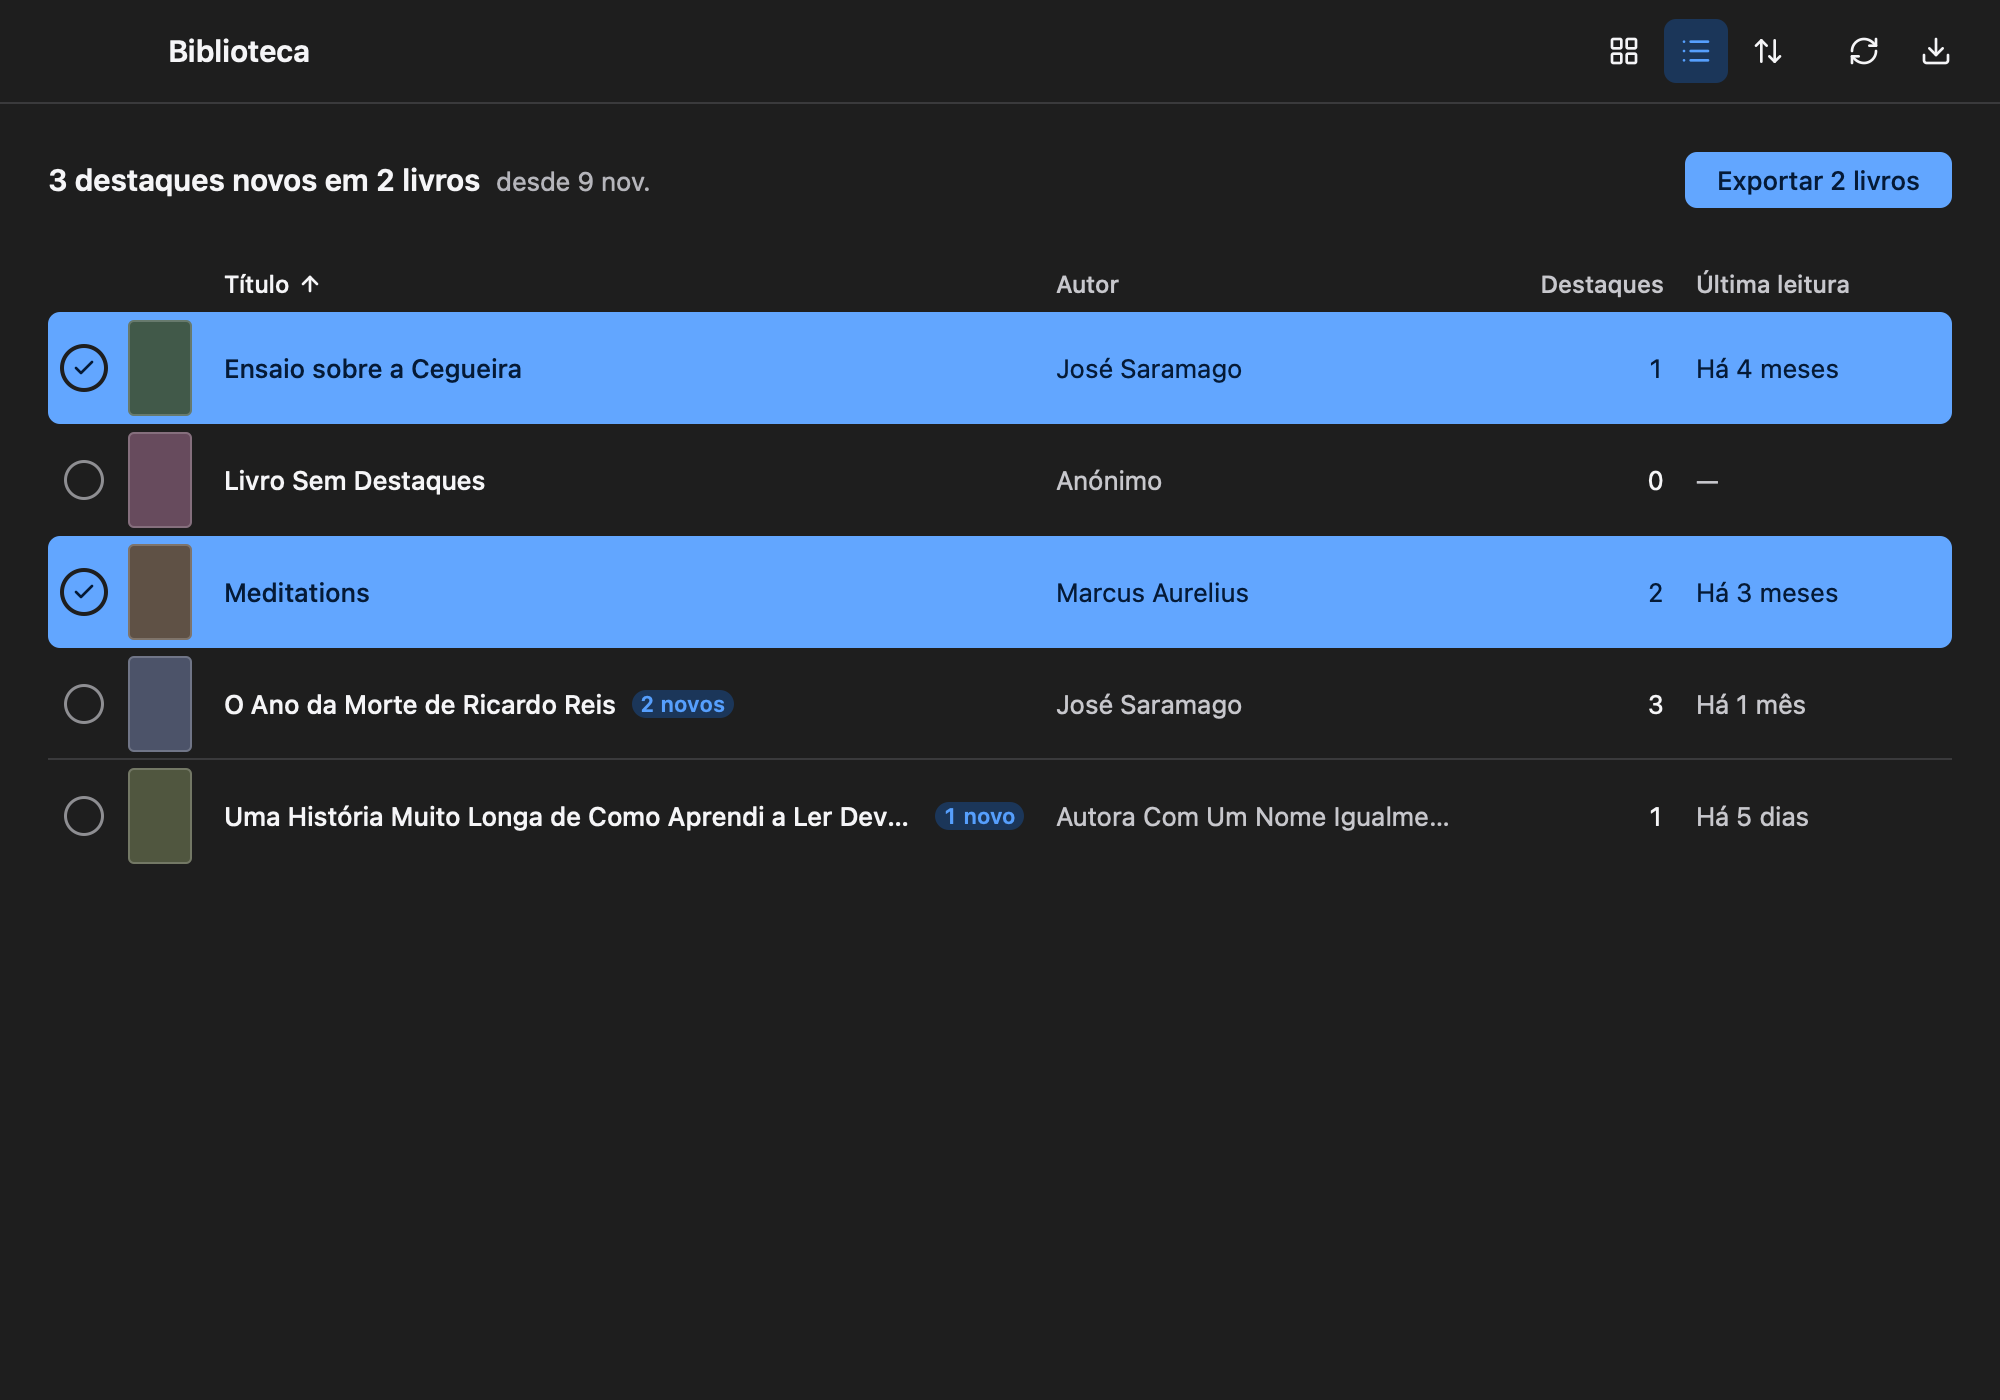 Biblioteca
3 destaques novos em 2 livros desde 9 nov.
Exportar 2 livros
Título Autor Destaques Última leitura
Ensaio sobre a Cegueira José Saramago 1 Há 4 meses
Livro Sem Destaques Anónimo 0 —
Meditations Marcus Aurelius 2 Há 3 meses
O Ano da Morte de Ricardo Reis 2 novos José Saramago 3 Há 1 mês
Uma História Muito Longa de Como Aprendi a Ler Dev... 1 novo Autora Com Um Nome Igualme... 1 Há 5 dias